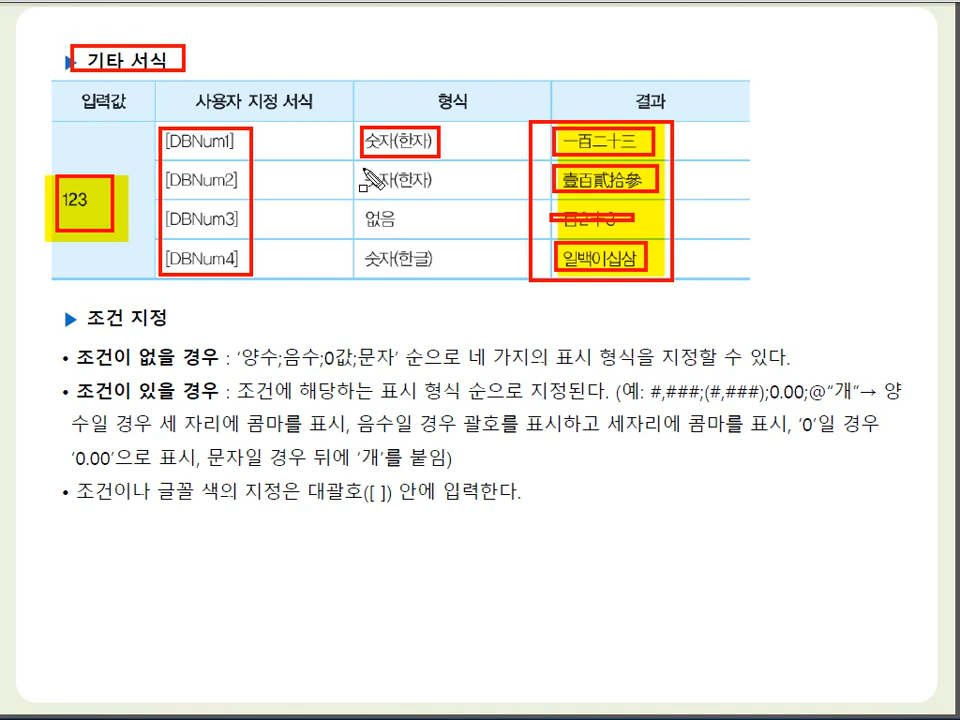 ▶ 기타 서식
입력값 사용자 지정 서식 형식 결과
123
[DBNum1] 숫자(한자) 一百二十三
[DBNum2] 숫자(한자) 壹百貳拾參
[DBNum3] 없음 百2十3
[DBNum4] 숫자(한글) 일백이십삼
▶ 조건 지정
• 조건이 없을 경우 : ‘양수;음수;0값;문자’ 순으로 네 가지의 표시 형식을 지정할 수 있다.
• 조건이 있을 경우 : 조건에 해당하는 표시 형식 순으로 지정된다. (예: #,###;(#,###);0.00;@“개”→ 양
수일 경우 세 자리에 콤마를 표시, 음수일 경우 괄호를 표시하고 세자리에 콤마를 표시, ‘0’일 경우
‘0.00’으로 표시, 문자일 경우 뒤에 ‘개’를 붙임)
• 조건이나 글꼴 색의 지정은 대괄호([ ]) 안에 입력한다.